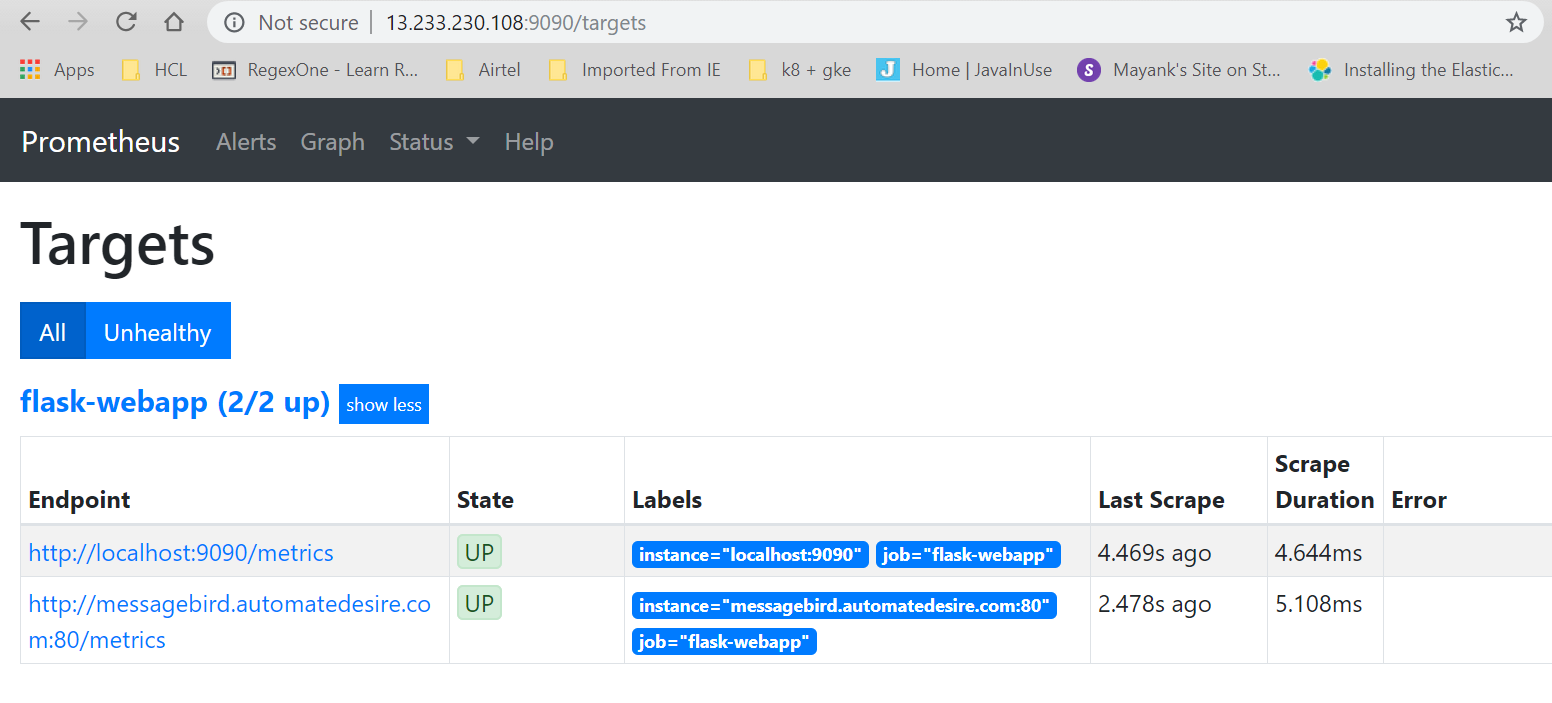 Not secure | 13.233.230.108:9090/targets
Apps HCL RegexOne - Learn R... Airtel Imported From IE k8 + gke J Home | JavaInUse S Mayank's Site on St... Installing the Elastic...
Prometheus Alerts Graph Status Help
Targets
All Unhealthy
flask-webapp (2/2 up) show less
Scrape
Endpoint State Labels Last Scrape Duration Error
http://localhost:9090/metrics UP instance="localhost:9090" job="flask-webapp" 4.469s ago 4.644ms
http://messagebird.automatedesire.co UP instance="messagebird.automatedesire.com:80" 2.478s ago 5.108ms
m:80/metrics job="flask-webapp"